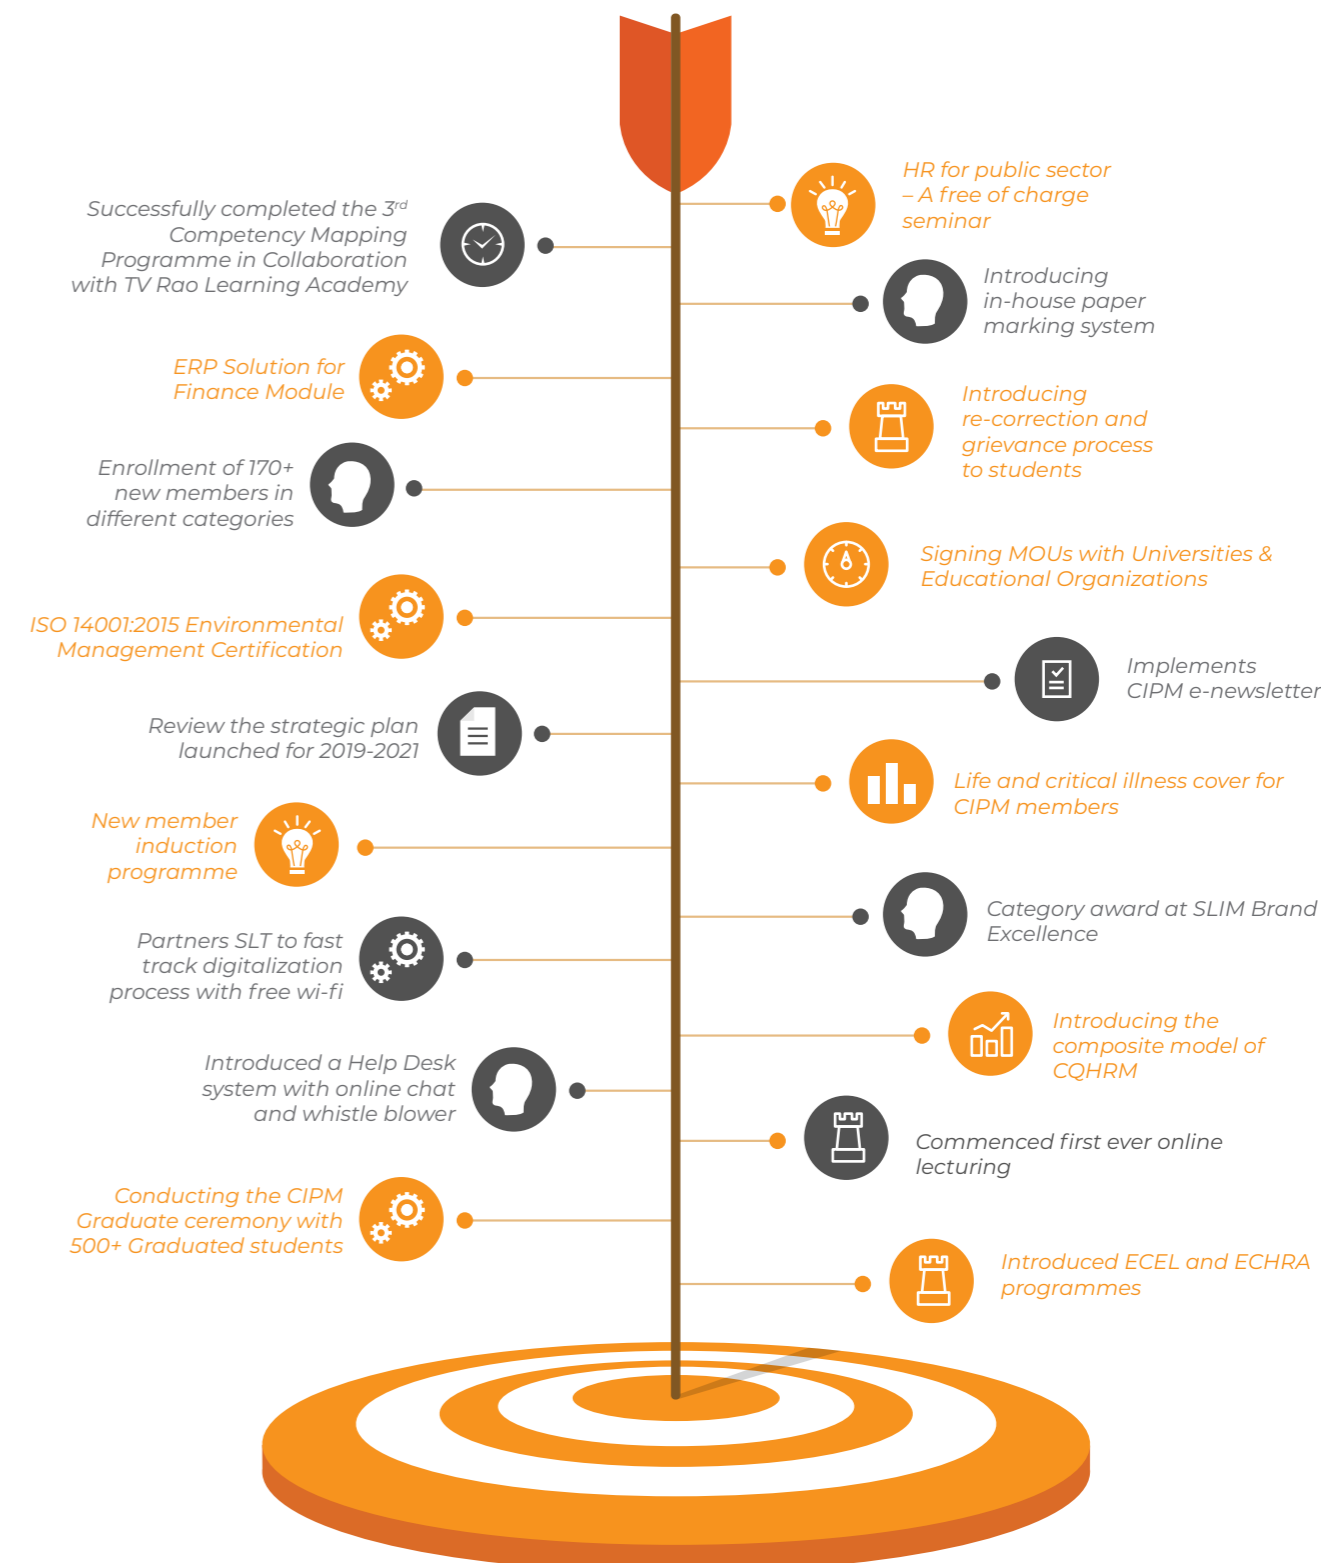 HR for public sector
– A free of charge
seminar
Successfully completed the 3rd
Competency Mapping
Programme in Collaboration
with TV Rao Learning Academy
Introducing
in-house paper
marking system
ERP Solution for
Finance Module
Introducing
re-correction and
grievance process
to students
Enrollment of 170+
new members in
different categories
Signing MOUs with Universities &
Educational Organizations
ISO 14001:2015 Environmental
Management Certification
Implements
CIPM e-newsletter
Review the strategic plan
launched for 2019-2021
Life and critical illness cover for
CIPM members
New member
induction
programme
Category award at SLIM Brand
Excellence
Partners SLT to fast
track digitalization
process with free wi-fi
Introducing the
composite model of
CQHRM
Introduced a Help Desk
system with online chat
and whistle blower
Commenced first ever online
lecturing
Conducting the CIPM
Graduate ceremony with
500+ Graduated students
Introduced ECEL and ECHRA
programmes